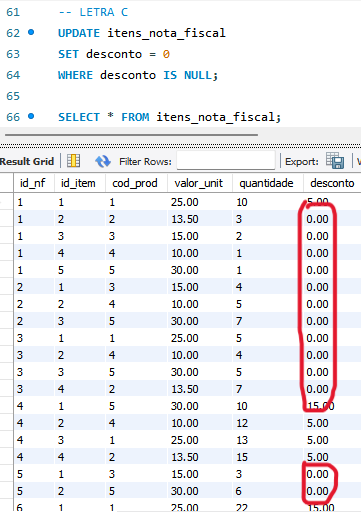 61 -- LETRA C
62 UPDATE itens_nota_fiscal
63 SET desconto = 0
64 WHERE desconto IS NULL;
65
66 SELECT * FROM itens_nota_fiscal;
Result Grid Filter Rows: Export:
id_nf id_item cod_prod valor_unit quantidade desconto
1 1 1 25.00 10 5.00
1 2 2 13.50 3 0.00
1 3 3 15.00 2 0.00
1 4 4 10.00 1 0.00
1 5 5 30.00 1 0.00
2 1 3 15.00 4 0.00
2 2 4 10.00 5 0.00
2 3 5 30.00 7 0.00
3 1 1 25.00 5 0.00
3 2 4 10.00 4 0.00
3 3 5 30.00 5 0.00
3 4 2 13.50 7 0.00
4 1 5 30.00 10 15.00
4 2 4 10.00 12 5.00
4 3 1 25.00 13 5.00
4 4 2 13.50 15 5.00
5 1 3 15.00 3 0.00
5 2 5 30.00 6 0.00
6 1 1 25.00 22 15.00